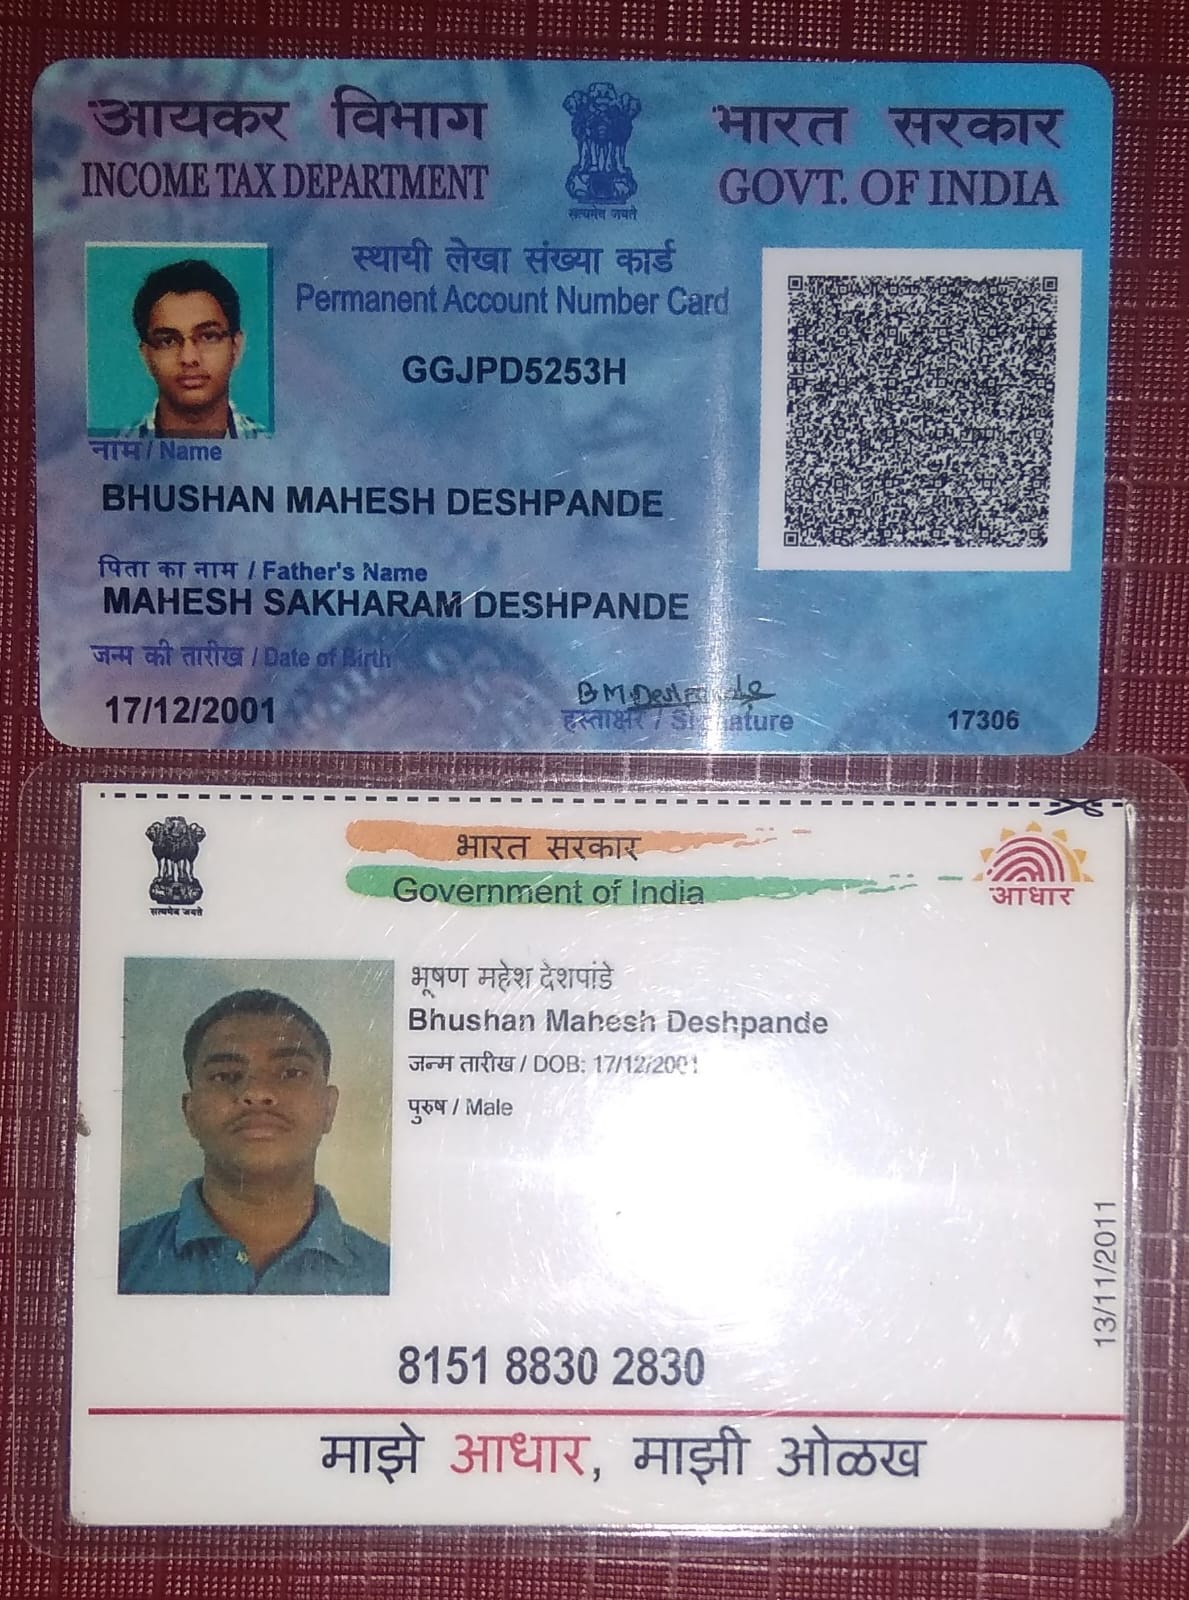 आयकर विभाग
INCOME TAX DEPARTMENT
सत्यमेव जयते
भारत सरकार
GOVT. OF INDIA
स्थायी लेखा संख्या कार्ड
Permanent Account Number Card
GGJPD5253H
नाम / Name
BHUSHAN MAHESH DESHPANDE
पिता का नाम / Father's Name
MAHESH SAKHARAM DESHPANDE
जन्म की तारीख / Date of Birth
17/12/2001
हस्ताक्षर / Signature
17306
सत्यमेव जयते
भारत सरकार
Government of India
आधार
भूषण महेश देशपांडे
Bhushan Mahesh Deshpande
जन्म तारीख / DOB: 17/12/2001
पुरुष / Male
13/11/2011
8151 8830 2830
माझे आधार, माझी ओळख